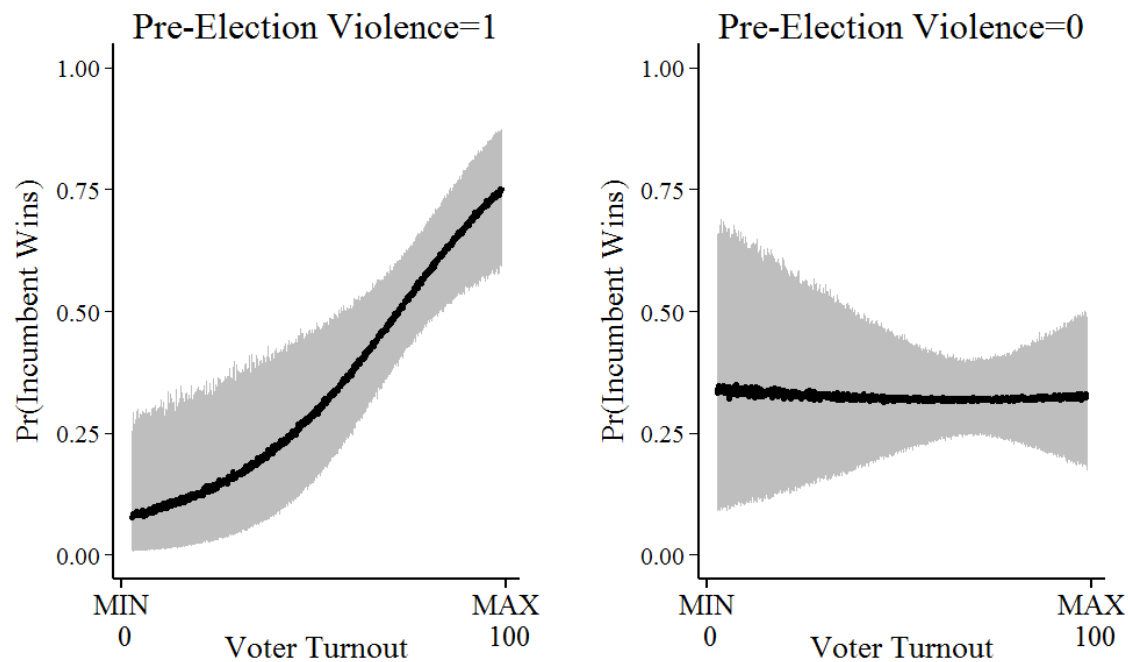 Pre-Election Violence=1
Pr(Incumbent Wins)
1.00
0.75
0.50
0.25
0.00
MIN
0
MAX
100
Voter Turnout
Pre-Election Violence=0
Pr(Incumbent Wins)
1.00
0.75
0.50
0.25
0.00
MIN
0
MAX
100
Voter Turnout